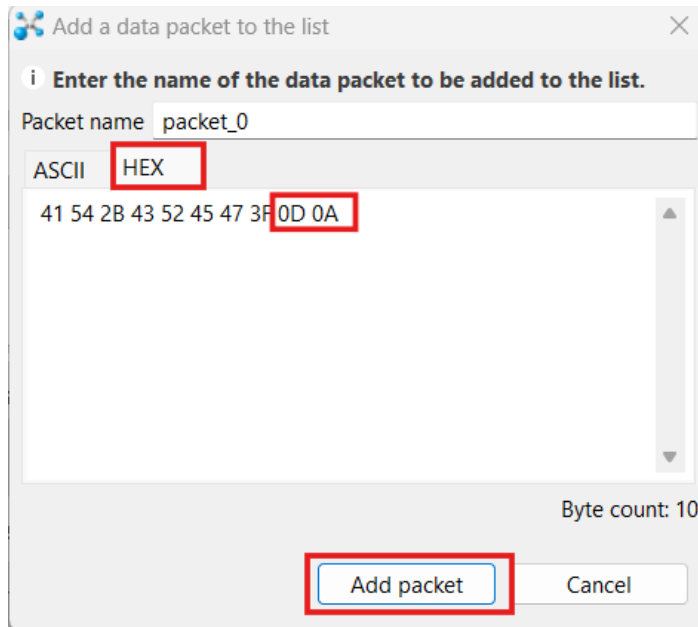 Add a data packet to the list
i Enter the name of the data packet to be added to the list.
Packet name packet_0
ASCII HEX
41 54 2B 43 52 45 47 3F 0D 0A
Byte count: 10
Add packet Cancel